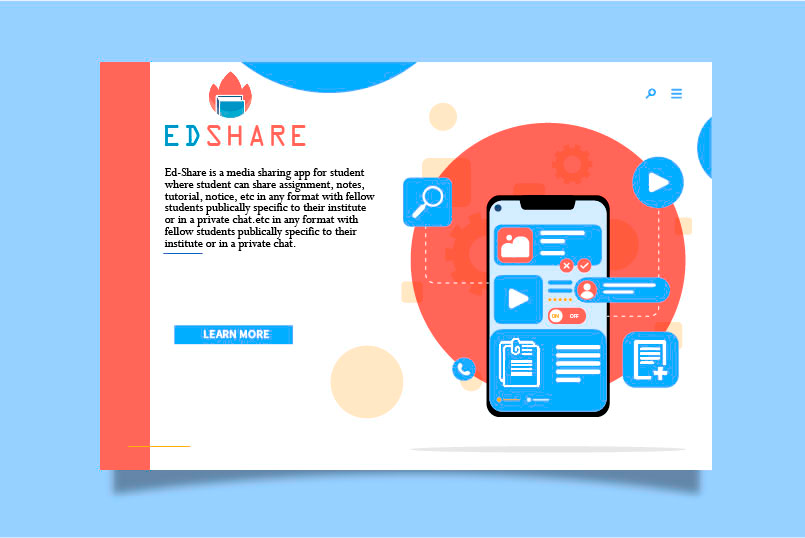 EDSHARE
Ed-Share is a media sharing app for student
where student can share assignment, notes,
tutorial, notice, etc in any format with fellow
students publically specific to their institute
or in a private chat.etc in any format with
fellow students publically specific to their
institute or in a private chat.
LEARN MORE
ON OFF